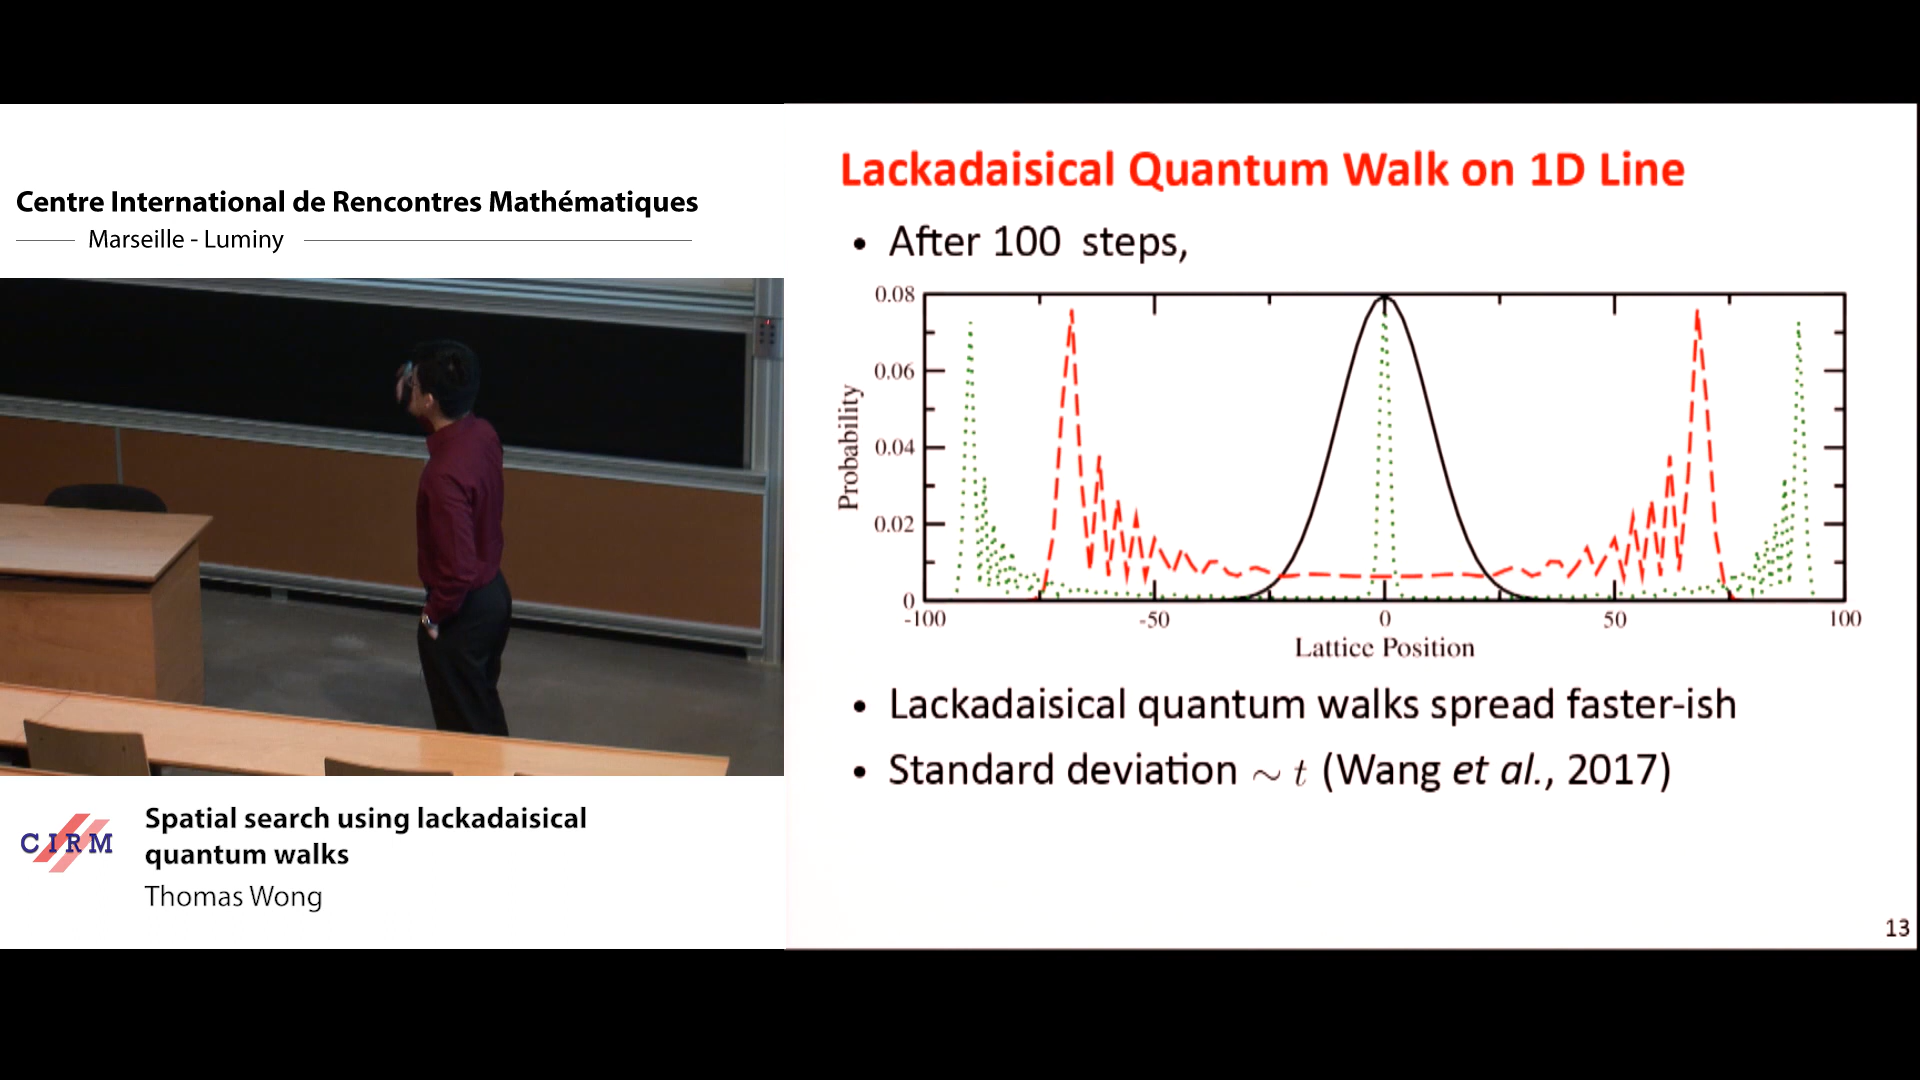 Centre International de Rencontres Mathématiques
Marseille - Luminy
CIRM
Spatial search using lackadaisical
quantum walks
Thomas Wong
Lackadaisical Quantum Walk on 1D Line
• After 100 steps,
Probability
0.08
0.06
0.04
0.02
0
-100
-50
0
50
100
Lattice Position
• Lackadaisical quantum walks spread faster-ish
• Standard deviation ~ t (Wang et al., 2017)
13